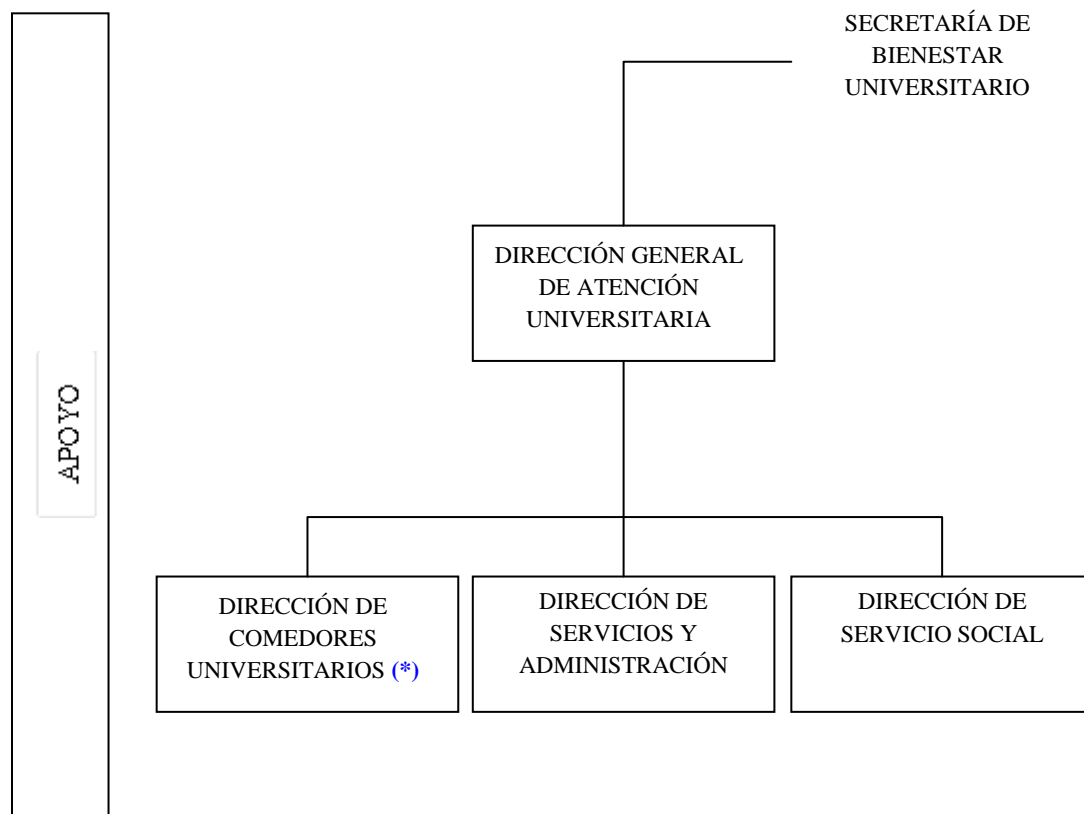 SECRETARÍA DE
BIENESTAR
UNIVERSITARIO
DIRECCIÓN GENERAL
DE ATENCIÓN
UNIVERSITARIA
APOYO
DIRECCIÓN DE
COMEDORES
UNIVERSITARIOS (*)
DIRECCIÓN DE
SERVICIOS Y
ADMINISTRACIÓN
DIRECCIÓN DE
SERVICIO SOCIAL